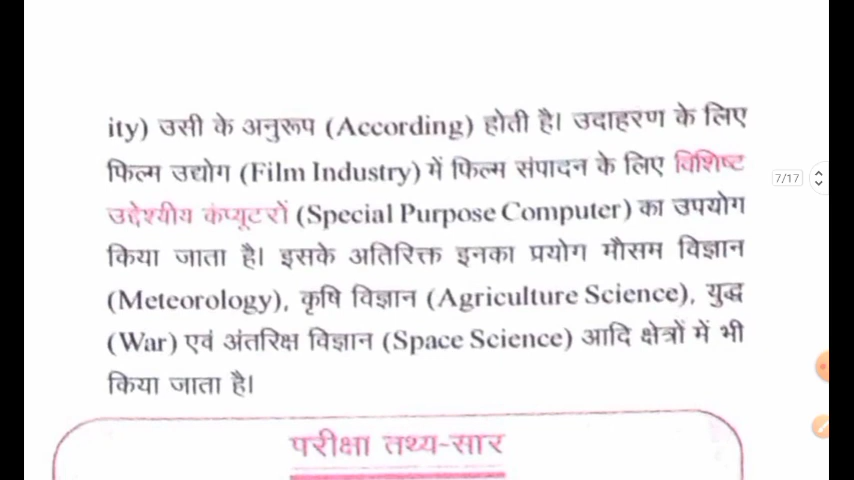 ity) उसी के अनुरूप (According) होती है। उदाहरण के लिए
फिल्म उद्योग (Film Industry) में फिल्म संपादन के लिए विशिष्ट
उद्देश्यीय कंप्यूटरों (Special Purpose Computer) का उपयोग
किया जाता है। इसके अतिरिक्त इनका प्रयोग मौसम विज्ञान
(Meteorology), कृषि विज्ञान (Agriculture Science), युद्ध
(War) एवं अंतरिक्ष विज्ञान (Space Science) आदि क्षेत्रों में भी
किया जाता है।
परीक्षा तथ्य-सार
7/17